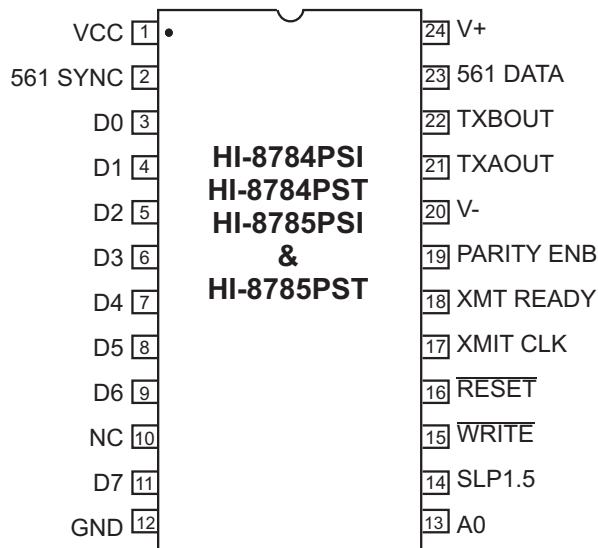 VCC 1 24 V+
561 SYNC 2 23 561 DATA
D0 3 22 TXBOUT
D1 4 21 TXAOUT
D2 5 20 V-
D3 6 19 PARITY ENB
D4 7 18 XMT READY
D5 8 17 XMIT CLK
D6 9 16 RESET
NC 10 15 WRITE
D7 11 14 SLP1.5
GND 12 13 A0
HI-8784PSI
HI-8784PST
HI-8785PSI
&
HI-8785PST